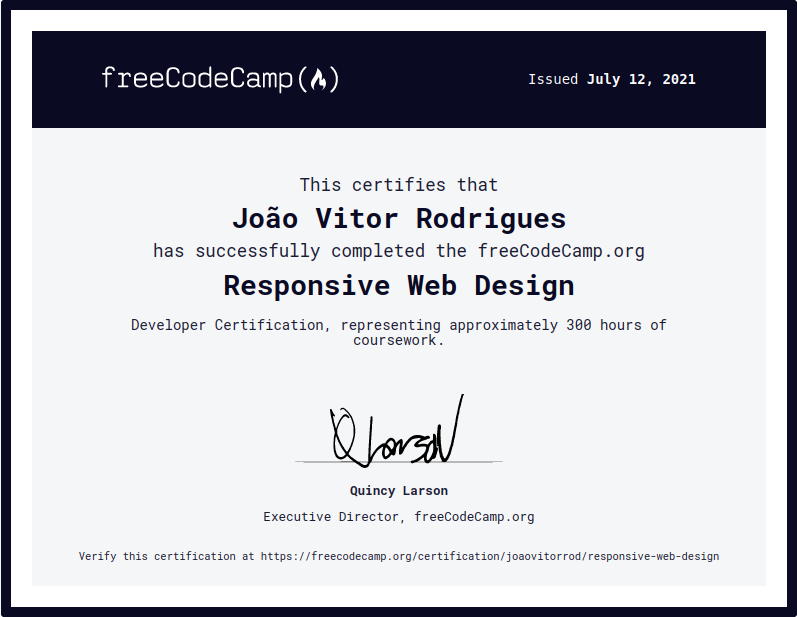 freeCodeCamp(🔥)
Issued July 12, 2021
This certifies that
João Vitor Rodrigues
has successfully completed the freeCodeCamp.org
Responsive Web Design
Developer Certification, representing approximately 300 hours of
coursework.
Q Larson
Quincy Larson
Executive Director, freeCodeCamp.org
Verify this certification at https://freecodecamp.org/certification/joaovitorrod/responsive-web-design